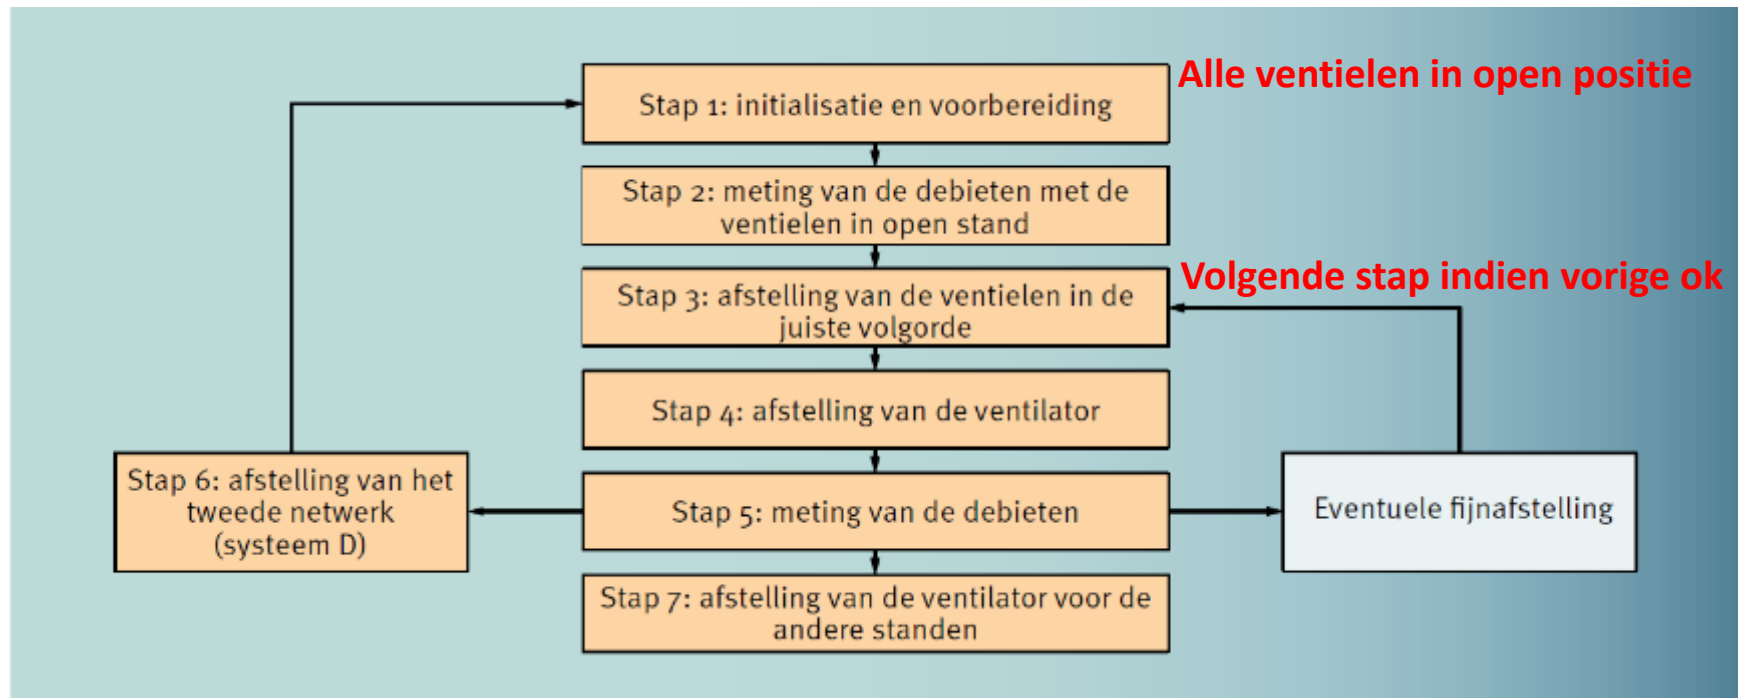 Alle ventielen in open positie
Stap 1: initialisatie en voorbereiding
Stap 2: meting van de debieten met de
ventielen in open stand
Volgende stap indien vorige ok
Stap 3: afstelling van de ventielen in de
juiste volgorde
Stap 4: afstelling van de ventilator
Stap 6: afstelling van het
tweede netwerk
(systeem D)
Stap 5: meting van de debieten
Eventuele fijnafstelling
Stap 7: afstelling van de ventilator voor de
andere standen